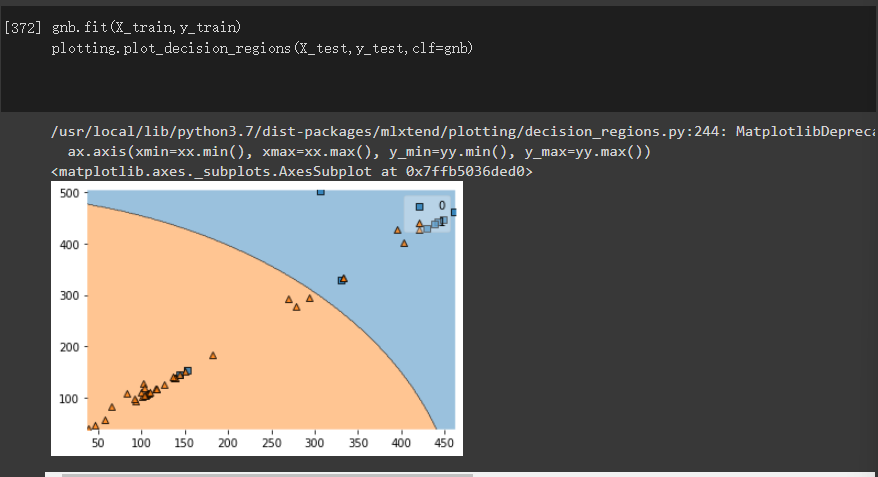 [372] gnb.fit(X_train,y_train)
plotting.plot_decision_regions(X_test,y_test,clf=gnb)
/usr/local/lib/python3.7/dist-packages/mlxtend/plotting/decision_regions.py:244: MatplotlibDepreca
ax.axis(xmin=xx.min(), xmax=xx.max(), y_min=yy.min(), y_max=yy.max())
<matplotlib.axes._subplots.AxesSubplot at 0x7ffb5036ded0>
500
400
300
200
100
0
1
50 100 150 200 250 300 350 400 450